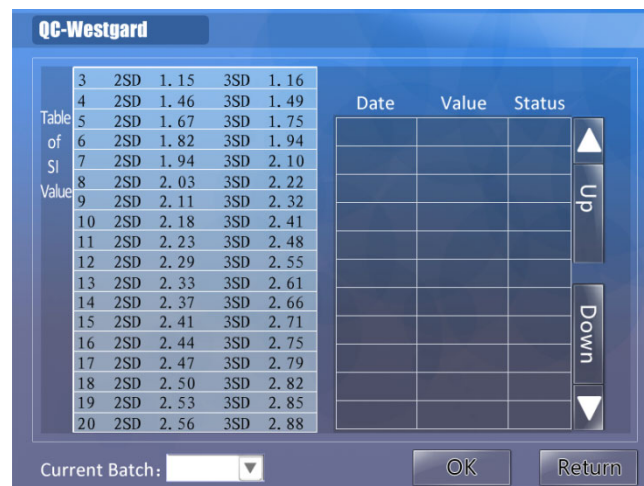 QC-Westgard
Table of SI Value
3 2SD 1.15 3SD 1.16
4 2SD 1.46 3SD 1.49
5 2SD 1.67 3SD 1.75
6 2SD 1.82 3SD 1.94
7 2SD 1.94 3SD 2.10
8 2SD 2.03 3SD 2.22
9 2SD 2.11 3SD 2.32
10 2SD 2.18 3SD 2.41
11 2SD 2.23 3SD 2.48
12 2SD 2.29 3SD 2.55
13 2SD 2.33 3SD 2.61
14 2SD 2.37 3SD 2.66
15 2SD 2.41 3SD 2.71
16 2SD 2.44 3SD 2.75
17 2SD 2.47 3SD 2.79
18 2SD 2.50 3SD 2.82
19 2SD 2.53 3SD 2.85
20 2SD 2.56 3SD 2.88
Date Value Status
Up
Down
Current Batch:
OK Return